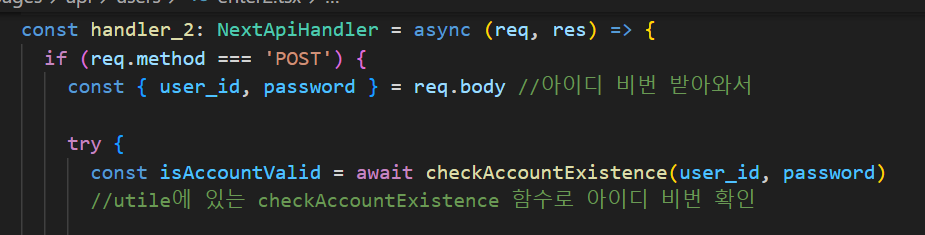 const handler_2: NextApiHandler = async (req, res) => {
if (req.method === 'POST') {
const { user_id, password } = req.body //아이디 비번 받아와서
try {
const isAccountValid = await checkAccountExistence(user_id, password)
//utile에 있는 checkAccountExistence 함수로 아이디 비번 확인